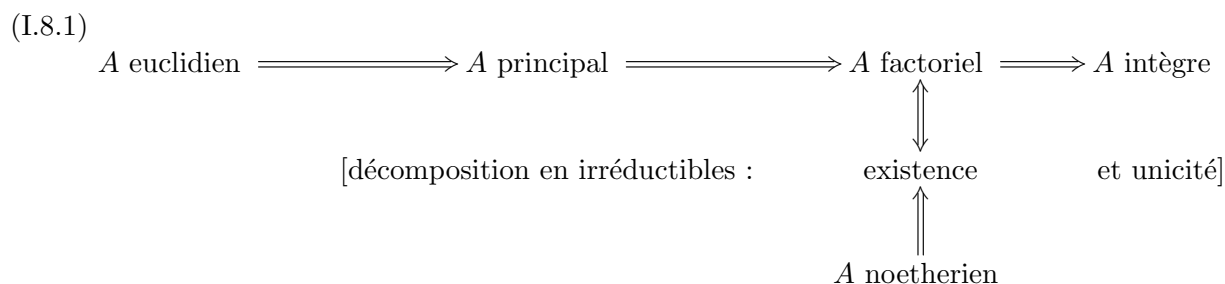 (I.8.1)
A euclidien ⟹ A principal ⟹ A factoriel ⟹ A intègre
[décomposition en irréductibles : existence et unicité]
A noetherien